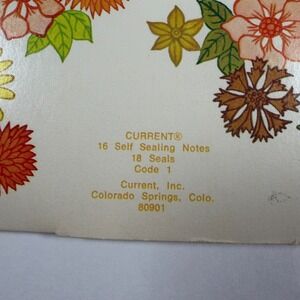 CURRENT®
16 Self Sealing Notes
18 Seals
Code 1
Current, Inc.
Colorado Springs, Colo.
80901